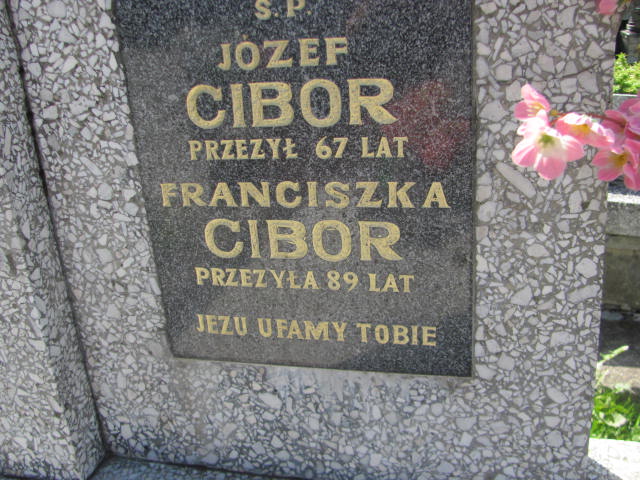 Ś.P.
JÓZEF
CIBOR
PRZEŻYŁ 67 LAT
FRANCISZKA
CIBOR
PRZEŻYŁA 89 LAT
JEZU UFAMY TOBIE